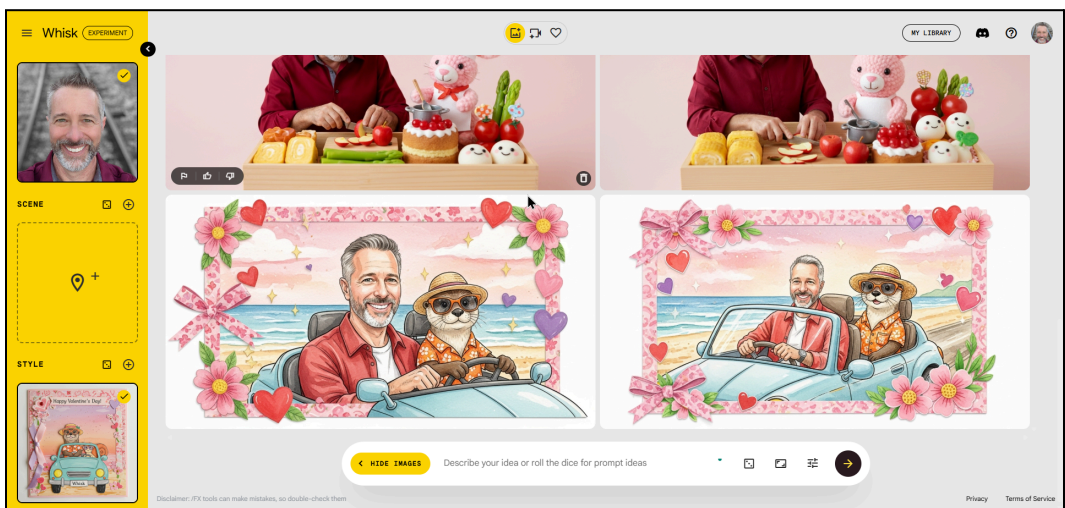 Whisk EXPERIMENT
MY LIBRARY
SCENE
STYLE
Happy Valentine's Day!
Whisk
HIDE IMAGES
Describe your idea or roll the dice for prompt ideas
Disclaimer: /FX tools can make mistakes, so double-check them
Privacy Terms of Service